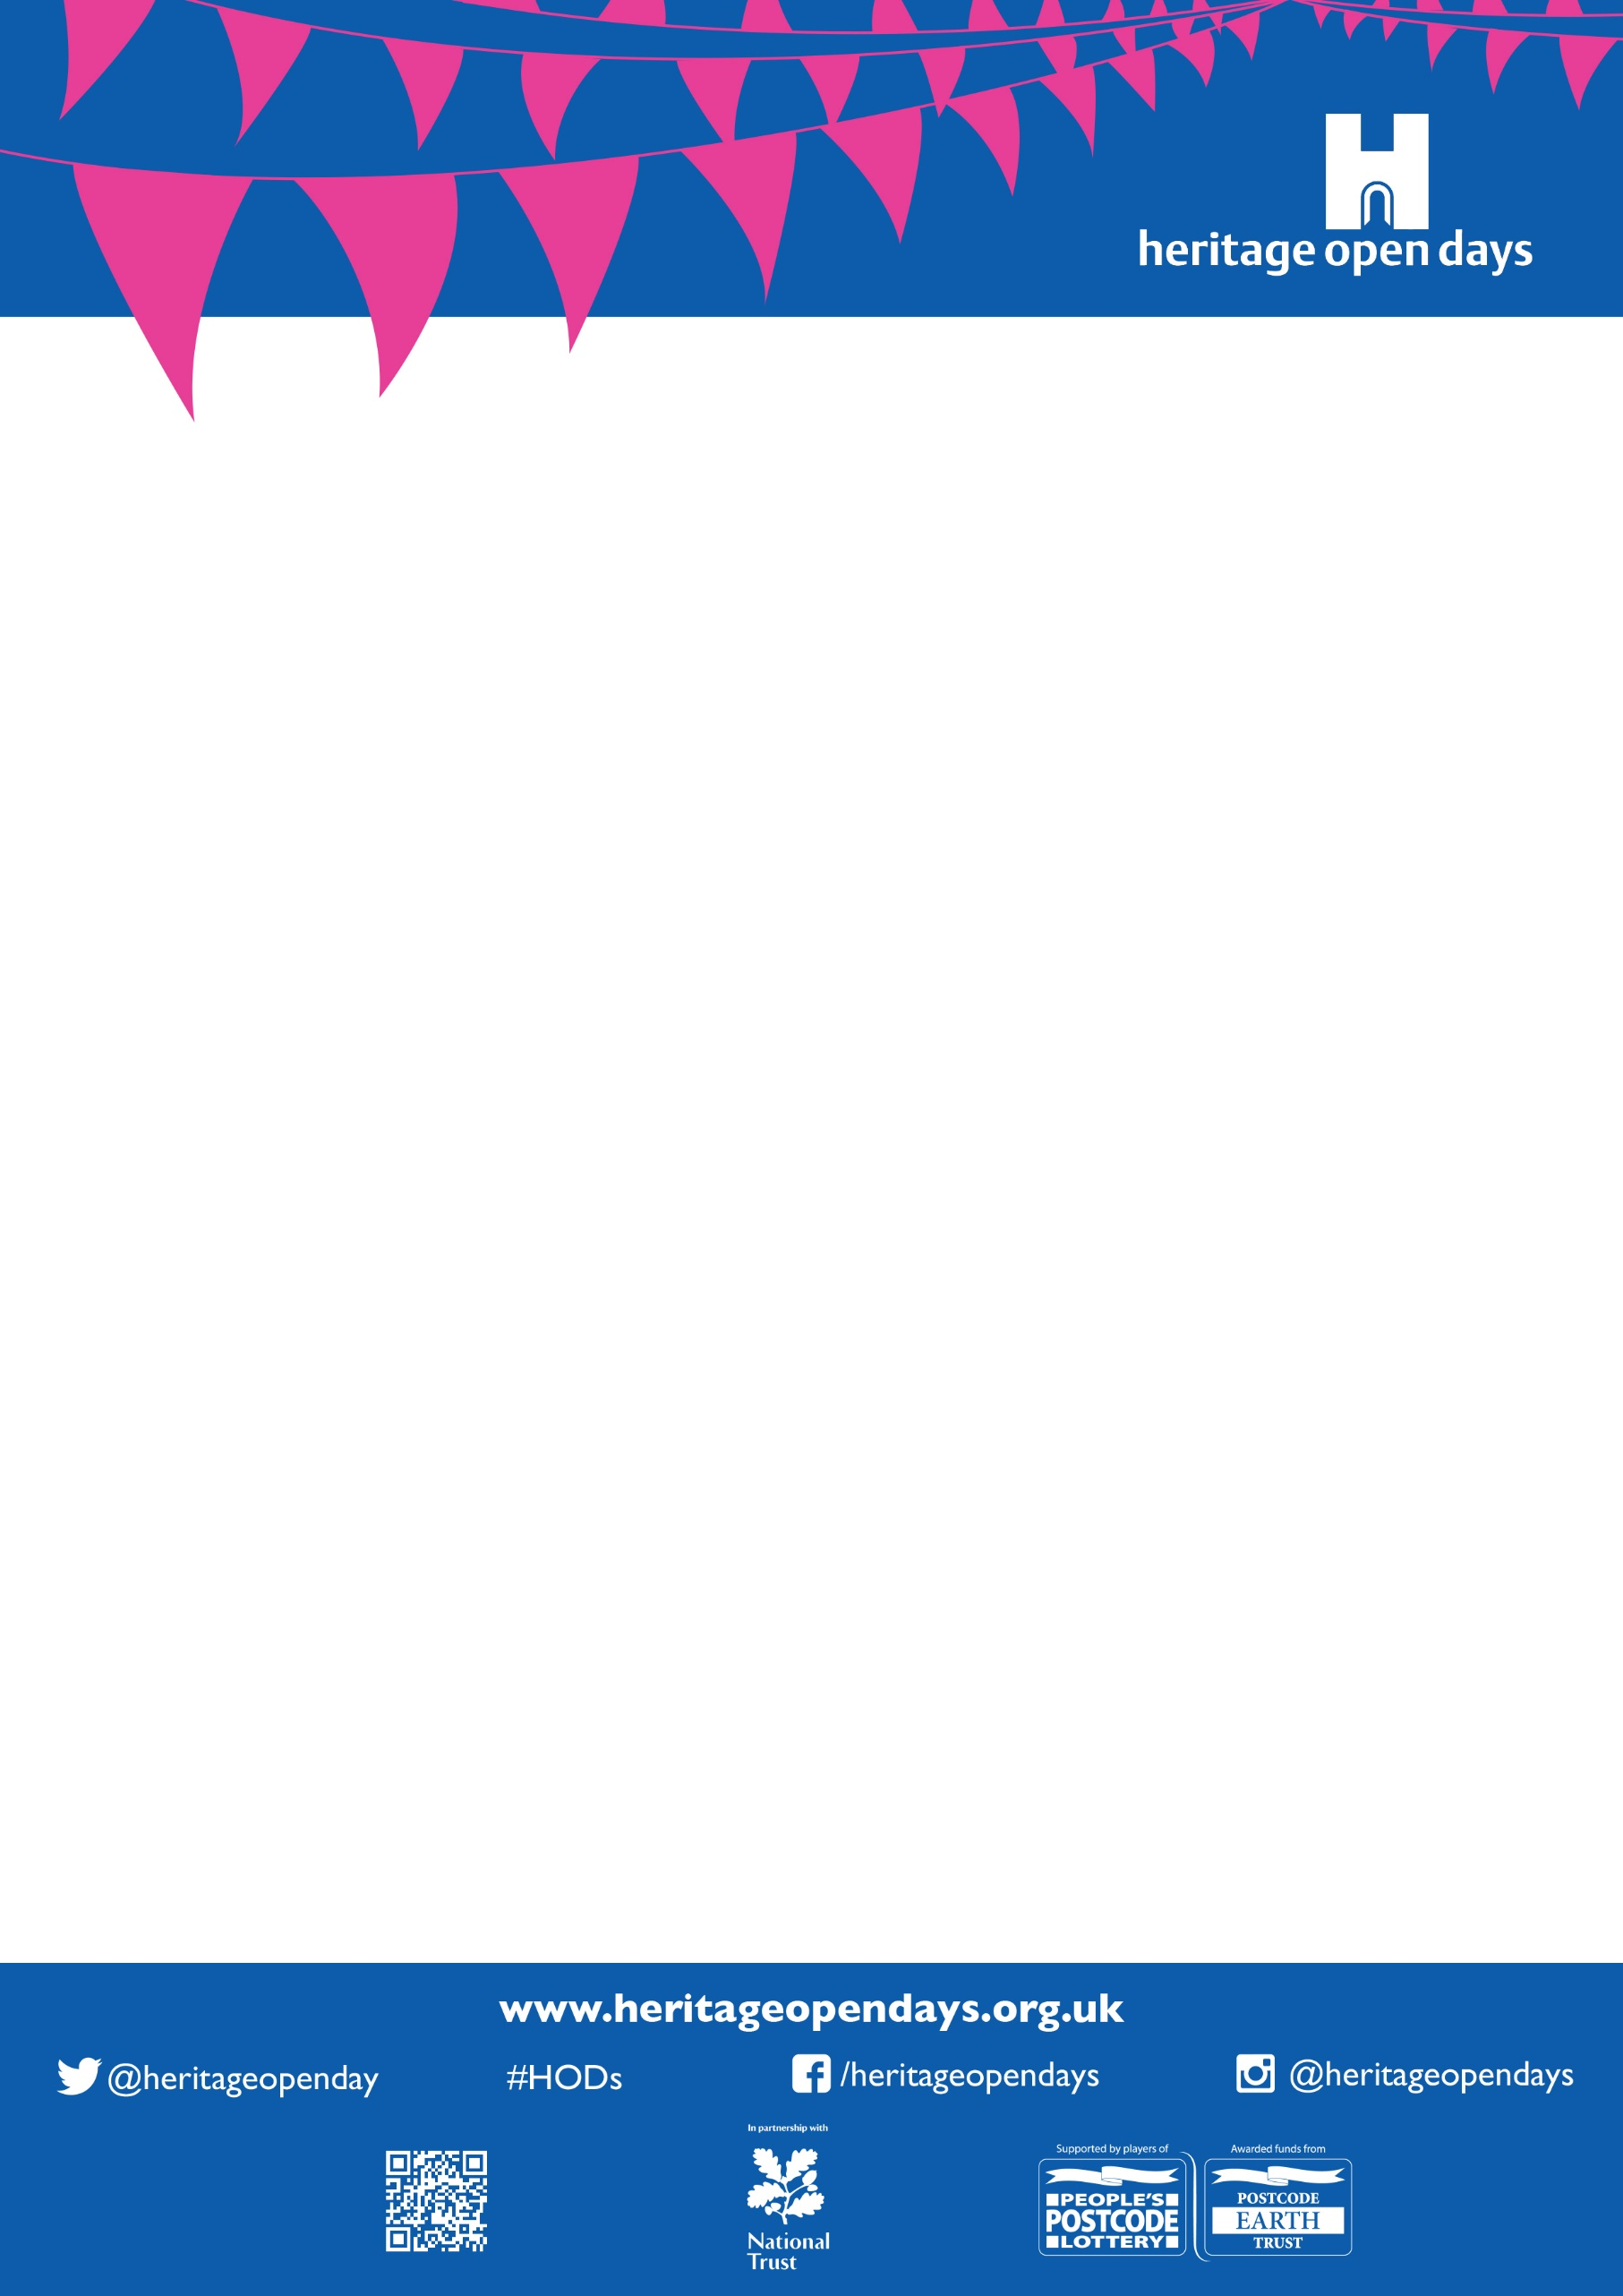 heritage open days
www.heritageopendays.org.uk
@heritageopenday
#HODs
/heritageopendays
@heritageopendays
In partnership with
National
Trust
Supported by players of
PEOPLE'S
POSTCODE
LOTTERY
Awarded funds from
POSTCODE
EARTH
TRUST